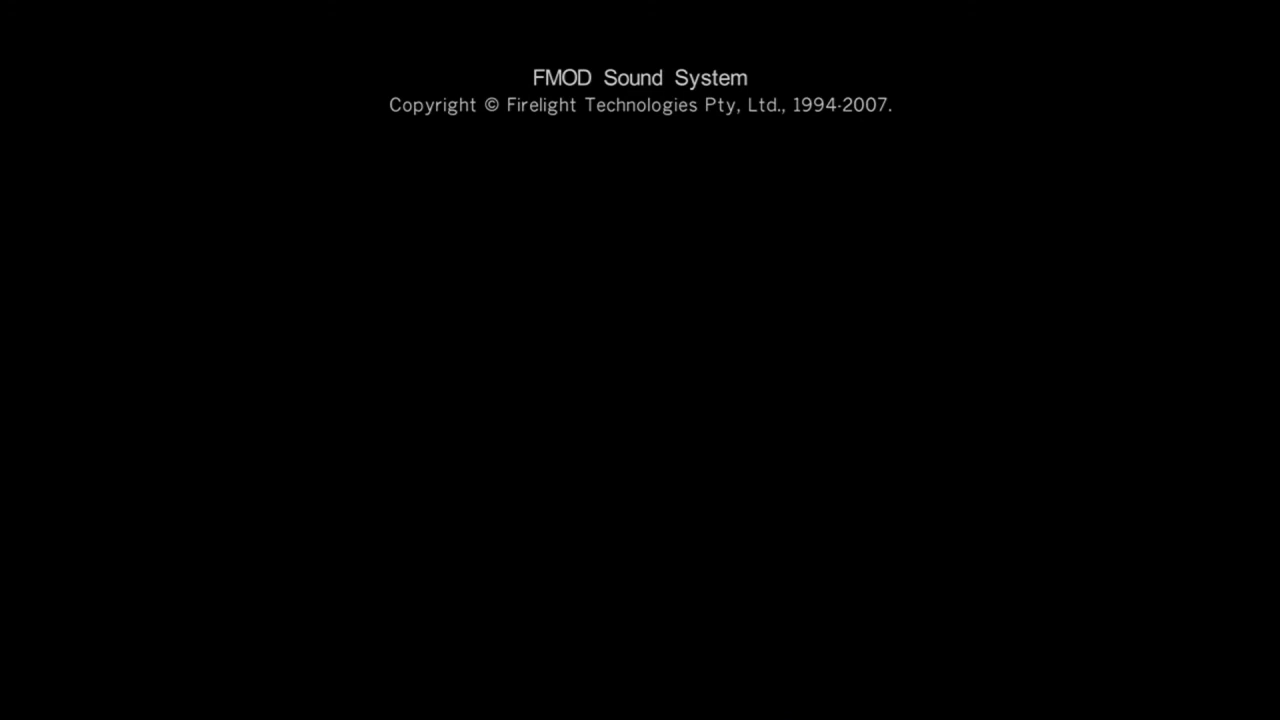 FMOD Sound System
Copyright © Firelight Technologies Pty, Ltd., 1994-2007.